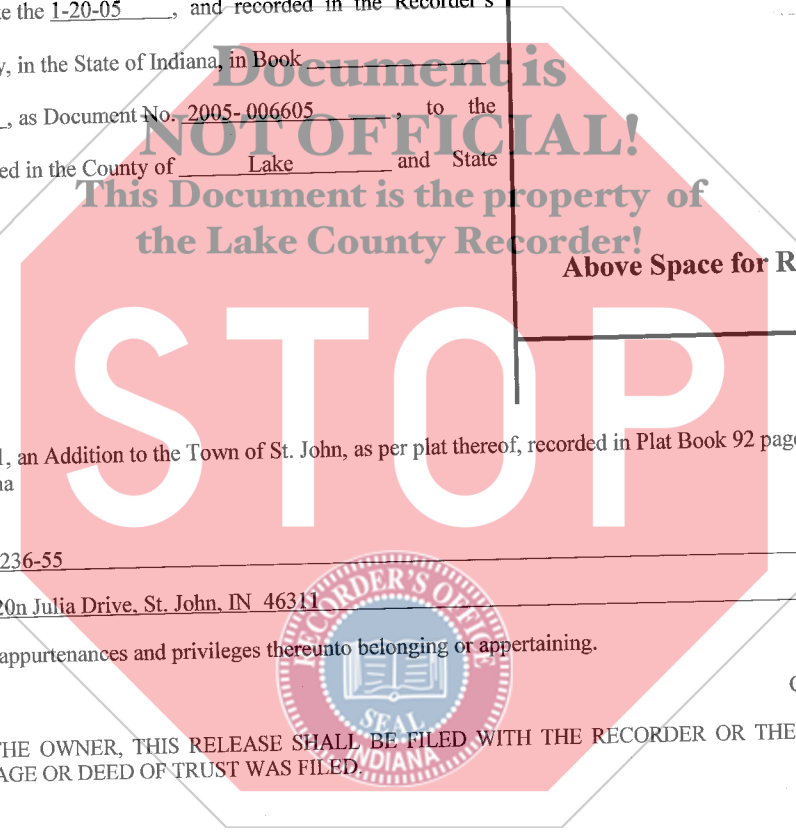 te the 1-20-05, and recorded in the Recorder's
y, in the State of Indiana, in Book
Document is
_, as Document No. 2005-006605, to the
NOT OFFICIAL!
ed in the County of Lake and State
This Document is the property of
the Lake County Recorder!
Above Space for R
STOP
1, an Addition to the Town of St. John, as per plat thereof, recorded in Plat Book 92 page
na
236-55
20n Julia Drive, St. John, IN 46311
appurtenances and privileges thereunto belonging or appertaining.
RECORDER'S OFFICE
SEAL
INDIANA
THE OWNER, THIS RELEASE SHALL BE FILED WITH THE RECORDER OR THE
AGE OR DEED OF TRUST WAS FILED.